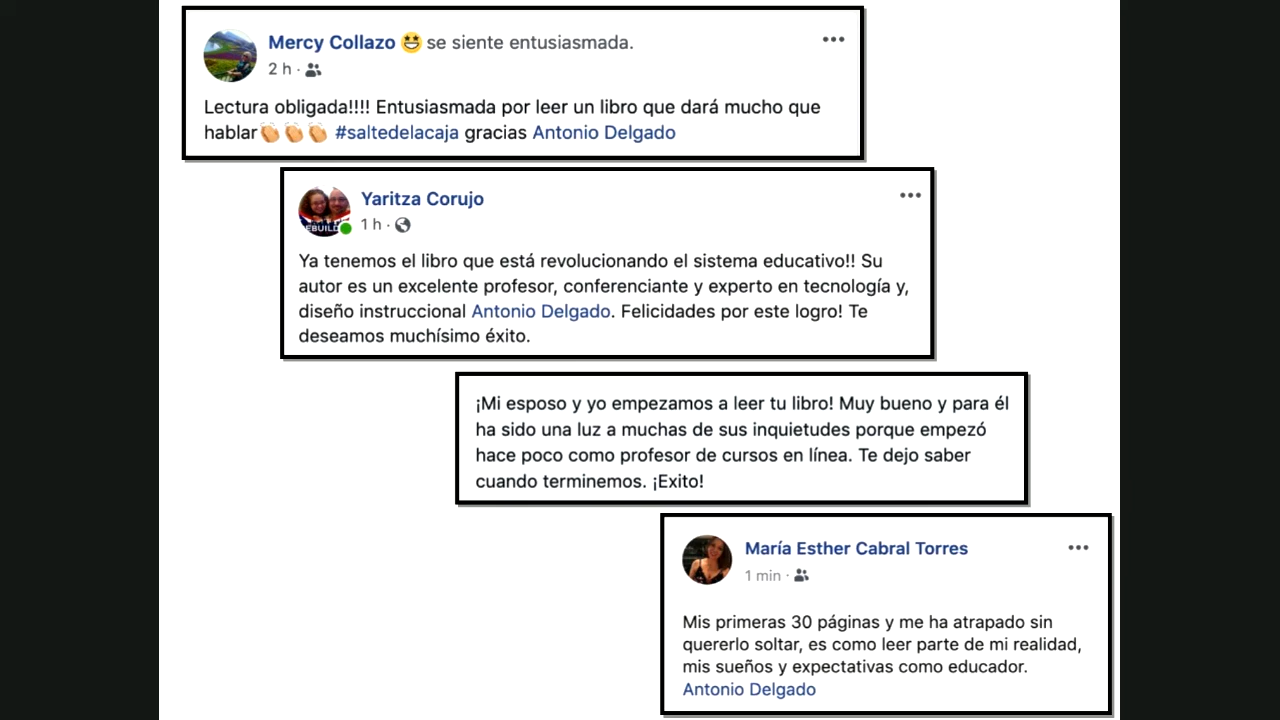 Mercy Collazo 🤩 se siente entusiasmada.
2 h ·
Lectura obligada!!!! Entusiasmada por leer un libro que dará mucho que
hablar👏👏👏 #saltedelacaja gracias Antonio Delgado
Yaritza Corujo
EBUILD
1 h ·
Ya tenemos el libro que está revolucionando el sistema educativo!! Su
autor es un excelente profesor, conferenciante y experto en tecnología y,
diseño instruccional Antonio Delgado. Felicidades por este logro! Te
deseamos muchísimo éxito.
¡Mi esposo y yo empezamos a leer tu libro! Muy bueno y para él
ha sido una luz a muchas de sus inquietudes porque empezó
hace poco como profesor de cursos en línea. Te dejo saber
cuando terminemos. ¡Exito!
María Esther Cabral Torres
1 min ·
Mis primeras 30 páginas y me ha atrapado sin
quererlo soltar, es como leer parte de mi realidad,
mis sueños y expectativas como educador.
Antonio Delgado